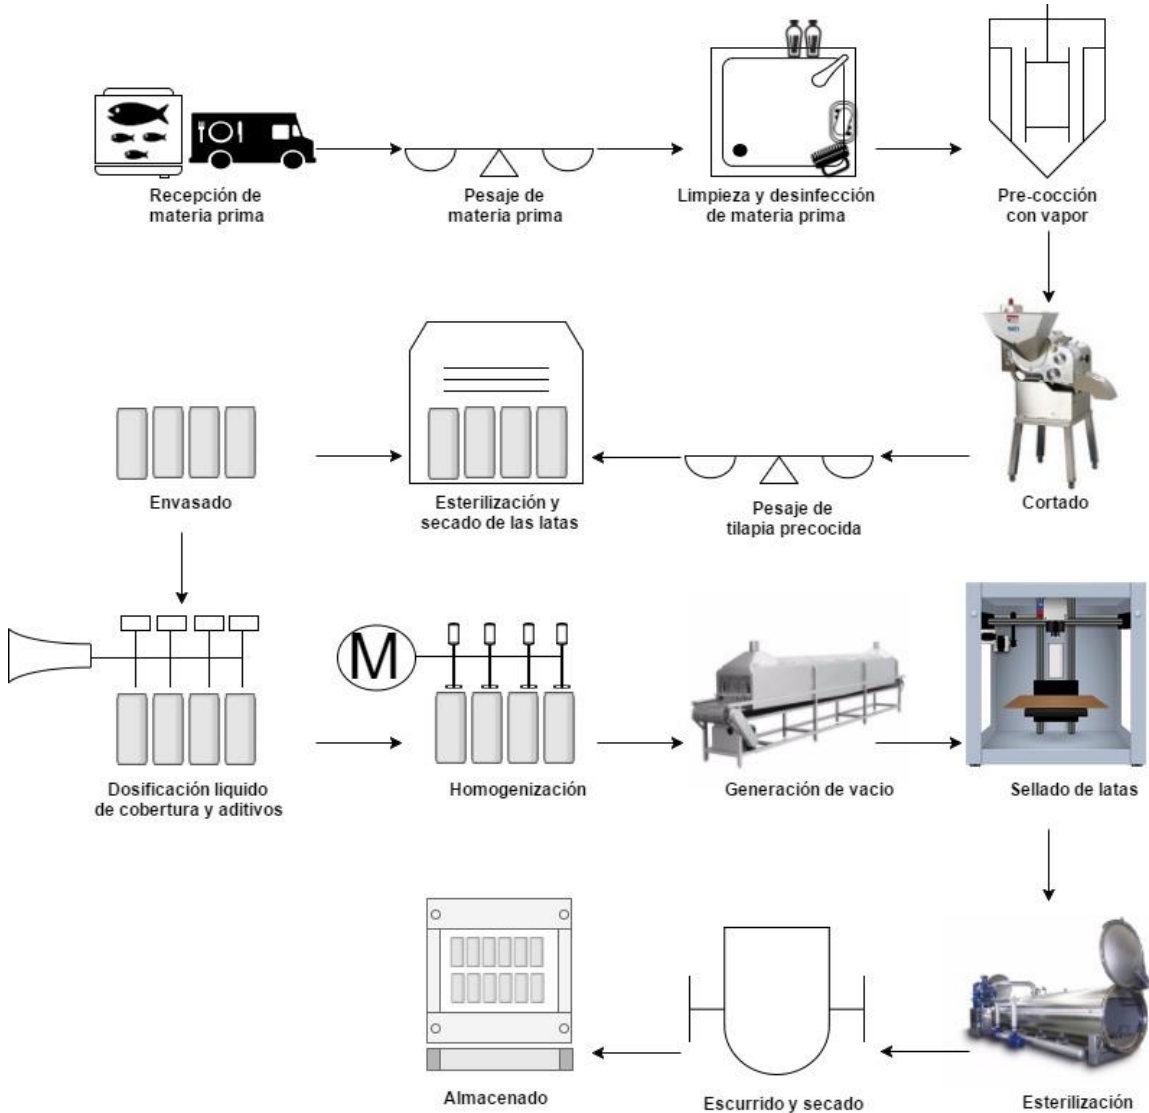 Recepción de
materia prima
Pesaje de
materia prima
Limpieza y desinfección
de materia prima
Pre-cocción
con vapor
Cortado
Pesaje de
tilapia precocida
Esterilización y
secado de las latas
Envasado
Dosificación liquido
de cobertura y aditivos
M
Homogenización
Generación de vacio
Sellado de latas
Esterilización
Escurrido y secado
Almacenado